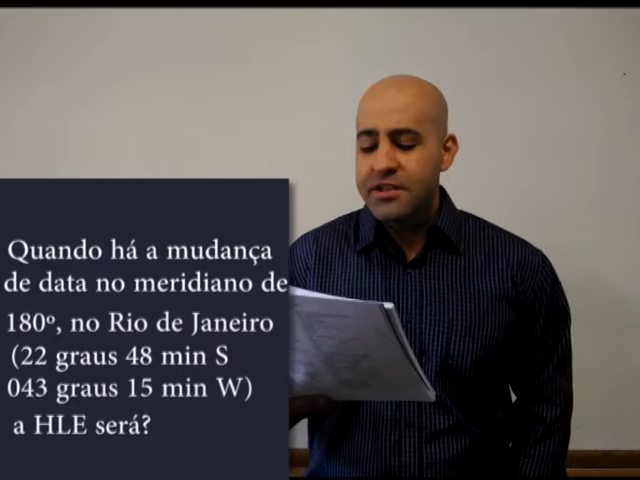 Quando há a mudança
de data no meridiano de
180º, no Rio de Janeiro
(22 graus 48 min S
043 graus 15 min W)
a HLE será?